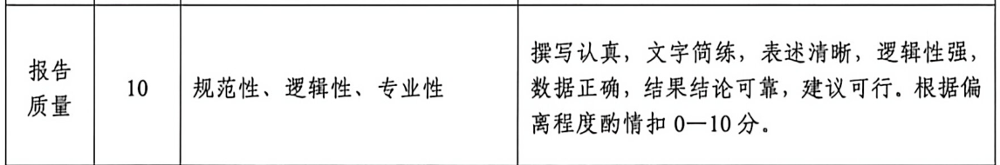 报告
质量
10
规范性、逻辑性、专业性
撰写认真，文字简练，表述清晰，逻辑性强，
数据正确，结果结论可靠，建议可行。根据偏
离程度酌情扣 0—10 分。